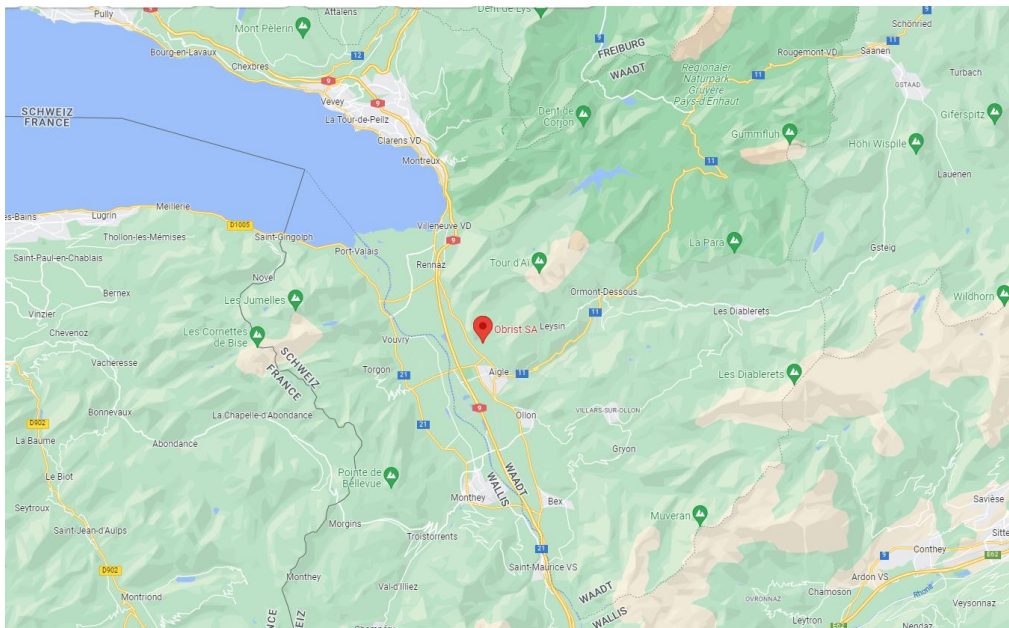 Pully
Attalens
Dent de Lys
Schönried
Mont Pèlerin
9
11
Bourg-en-Lavaux
Chexbres
12
FREIBURG
WAADT
Rougemont VD
Saanen
9
Vevey
9
La Tour-de-Peilz
Regionaler
Naturpark
Gruyère
Pays-d'Enhaut
11
GSTAAD
Turbach
SCHWEIZ
FRANCE
Dent de
Corjon
Giferspitz
Clarens VD
Gummfluh
Höhi Wispile
Montreux
11
Lauenen
Meillerie
Lugrin
D1005
Villeneuve VD
Thollon-les-Mémises
Saint-Gingolph
9
La Para
Port-Valais
Gsteig
Saint-Paul-en-Chablais
Rennaz
Tour d'Aï
Novel
Bernex
Ormont-Dessous
Wildhorn
Les Jumelles
Vinzier
11
Les Diablerets
Chevenoz
Les Cornettes
de Bise
Obrist SA
Leysin
Vouvry
SCHWEIZ
FRANCE
Vacheresse
Torgon
21
Aigle
11
Les Diablerets
Bonnevaux
La Chapelle-d'Abondance
9
VILLARS-SUR-OLLON
D902
Ollon
21
La Baume
Abondance
Gryon
Le Biot
Pointe de
Bellevue
WAADT
WALLIS
Monthey
Bex
Savièse
Seytroux
Muveran
Morgins
Saint-Jean-d'Aulps
Troistorrents
Sitte
21
9
Conthey
E62
D902
Saint-Maurice VS
Monthey
Val-d'Illiez
WAADT
WALLIS
Ardon VS
Chamoson
Rhone
Montriond
OVRONNAZ
Veysonnaz
Leytron
E62
Nendaz